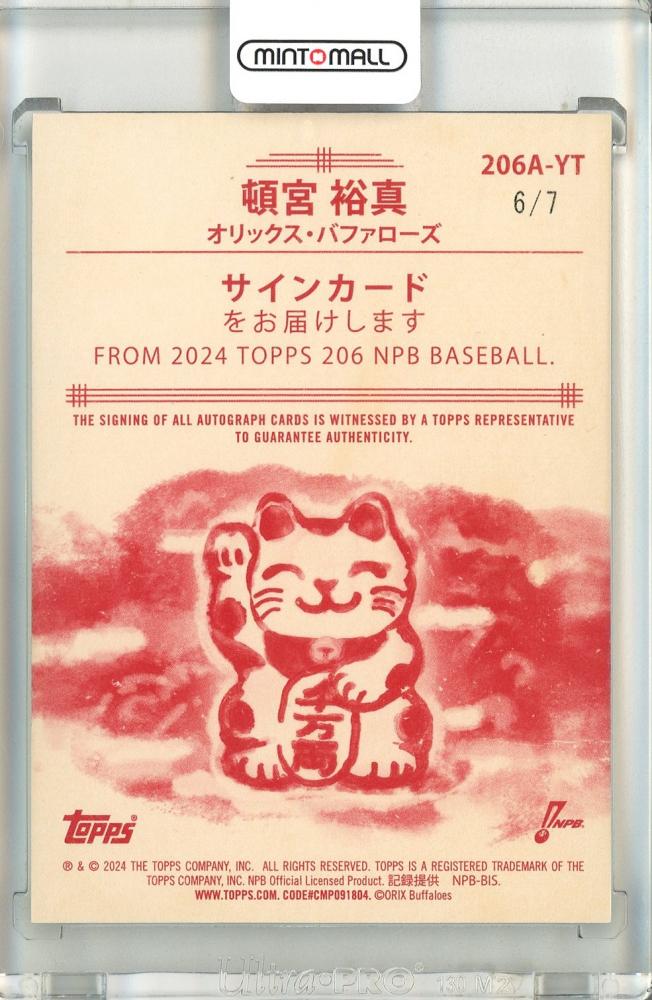 MINTOMALL
206A-YT
6/7
頓宮 裕真
オリックス・バファローズ
サインカード
をお届けします
FROM 2024 TOPPS 206 NPB BASEBALL.
THE SIGNING OF ALL AUTOGRAPH CARDS IS WITNESSED BY A TOPPS REPRESENTATIVE
TO GUARANTEE AUTHENTICITY.
千万両
topps®
NPB.
® & © 2024 THE TOPPS COMPANY, INC. ALL RIGHTS RESERVED. TOPPS IS A REGISTERED TRADEMARK OF THE
TOPPS COMPANY, INC. NPB Official Licensed Product. 記録提供 NPB-BIS.
WWW.TOPPS.COM. CODE#CMP091804. ©ORIX Buffaloes
Ultra·PRO®